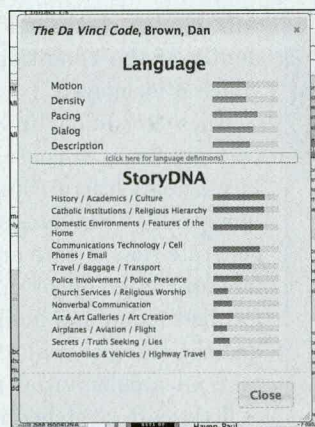 The Da Vinci Code, Brown, Dan ×
Language
Motion
Density
Pacing
Dialog
Description
(click here for language definitions)
StoryDNA
History / Academics / Culture
Catholic Institutions / Religious Hierarchy
Domestic Environments / Features of the
Home
Communications Technology / Cell
Phones / Email
Travel / Baggage / Transport
Police Involvement / Police Presence
Church Services / Religious Worship
Nonverbal Communication
Art & Art Galleries / Art Creation
Airplanes / Aviation / Flight
Secrets / Truth Seeking / Lies
Automobiles & Vehicles / Highway Travel
Close